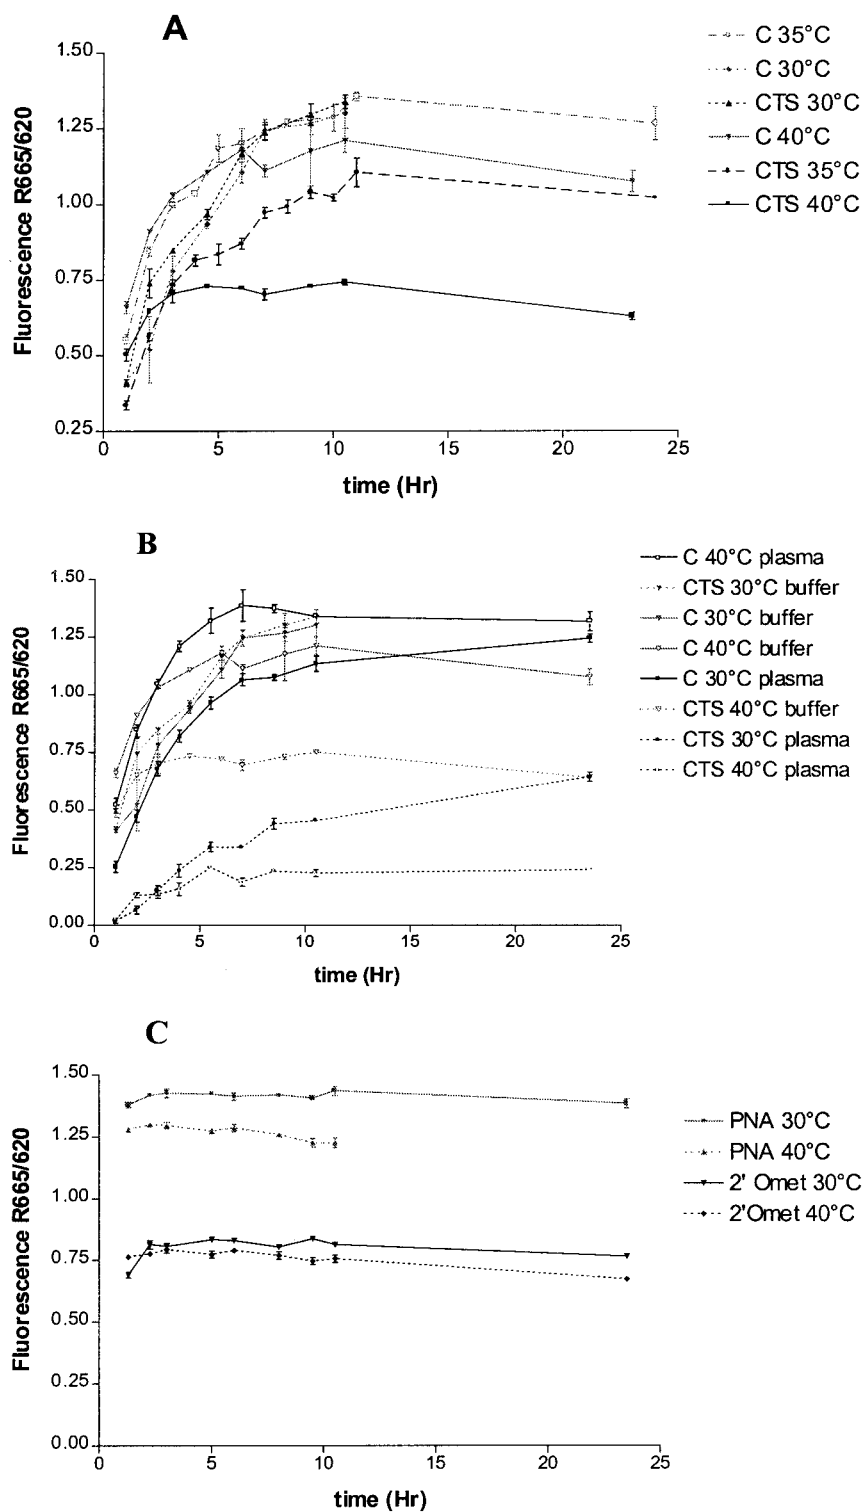 A
C 35°C
C 30°C
CTS 30°C
C 40°C
CTS 35°C
CTS 40°C
Fluorescence R665/620
1.50
1.25
1.00
0.75
0.50
0.25
0 5 10 15 20 25
time (Hr)
B
C 40°C plasma
CTS 30°C buffer
C 30°C buffer
C 40°C buffer
C 30°C plasma
CTS 40°C buffer
CTS 30°C plasma
CTS 40°C plasma
Fluorescence R665/620
1.50
1.25
1.00
0.75
0.50
0.25
0.00
0 5 10 15 20 25
time (Hr)
C
PNA 30°C
PNA 40°C
2' Omet 30°C
2'Omet 40°C
Fluorescence R665/620
1.50
1.25
1.00
0.75
0.50
0.25
0.00
0 5 10 15 20 25
time (Hr)